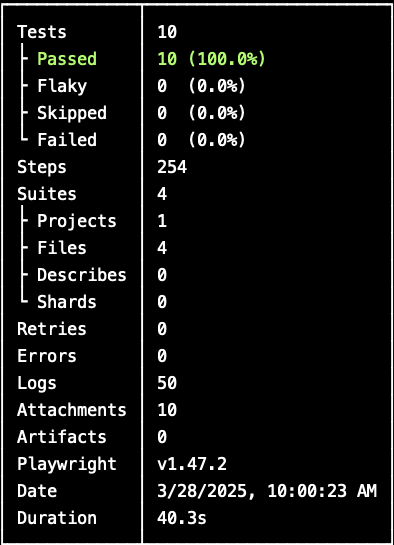 Tests 10
├ Passed 10 (100.0%)
├ Flaky 0 (0.0%)
├ Skipped 0 (0.0%)
└ Failed 0 (0.0%)
Steps 254
Suites 4
├ Projects 1
├ Files 4
├ Describes 0
└ Shards 0
Retries 0
Errors 0
Logs 50
Attachments 10
Artifacts 0
Playwright v1.47.2
Date 3/28/2025, 10:00:23 AM
Duration 40.3s